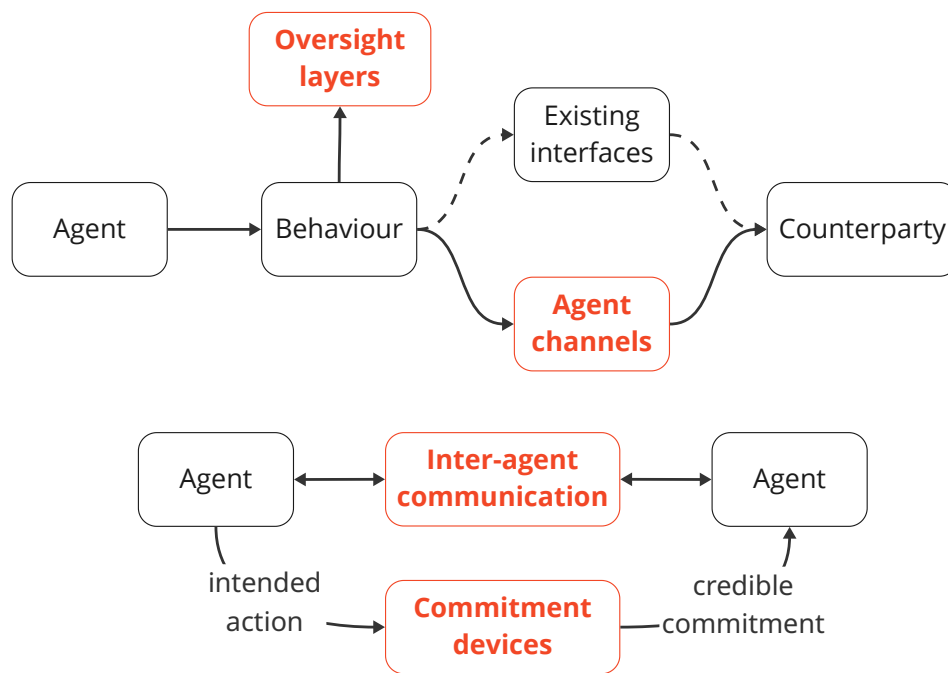 Oversight
layers
Existing
interfaces
Agent
Behaviour
Counterparty
Agent
channels
Agent
Inter-agent
communication
Agent
intended
action
Commitment
devices
credible
commitment